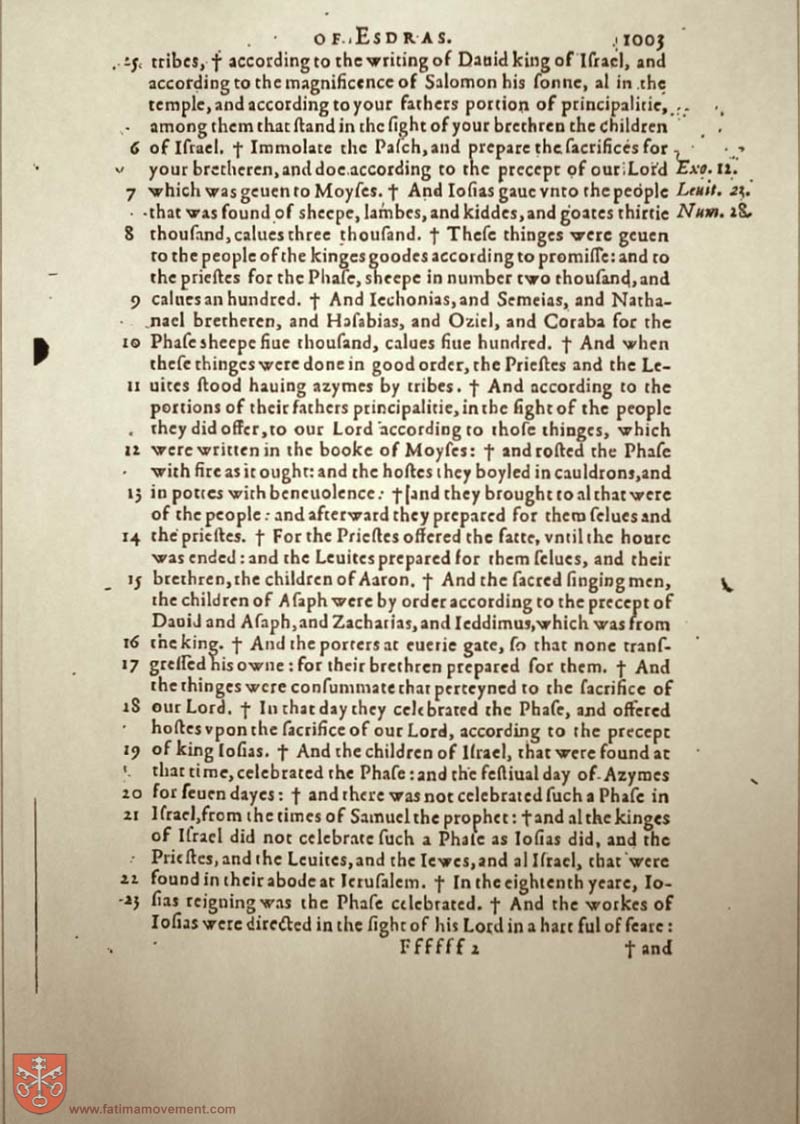 OF ESDRAS. 1003
25. tribes, † according to the writing of Dauid king of Iſrael, and
according to the magnificence of Salomon his ſonne, al in the
temple, and according to your fathers portion of principalitie,
among them that ſtand in the ſight of your brethren the children
6 of Iſrael. † Immolate the Paſch, and prepare the ſacrifices for
your bretheren, and doe according to the precept of our Lord Exo. 12.
7 which was geuen to Moyſes. † And Ioſias gaue vnto the people Leuit. 23.
that was found of ſheepe, lambes, and kiddes, and goates thirtie Num. 28.
8 thouſand, calues three thouſand. † Theſe thinges were geuen
to the people of the kinges goodes according to promiſſe: and to
the prieſtes for the Phaſe, ſheepe in number two thouſand, and
9 calues an hundred. † And Iechonias, and Semeias, and Natha-
nael bretheren, and Haſabias, and Oziel, and Coraba for the
10 Phaſe ſheepe fiue thouſand, calues fiue hundred. † And when
theſe thinges were done in good order, the Prieſtes and the Le-
11 uites ſtood hauing azymes by tribes. † And according to the
portions of their fathers principalitie, in the ſight of the people
they did offer, to our Lord according to thoſe thinges, which
12 were written in the booke of Moyſes: † and roſted the Phaſe
with fire as it ought: and the hoſtes they boyled in cauldrons, and
13 in pottes with beneuolence: † and they brought to al that were
of the people: and afterward they prepared for them ſelues and
14 the prieſtes. † For the Prieſtes offered the fatte, vntil the houre
was ended: and the Leuites prepared for them ſelues, and their
15 brethren, the children of Aaron. † And the ſacred ſinging men,
the children of Aſaph were by order according to the precept of
Dauid and Aſaph, and Zacharias, and Ieddimus, which was from
16 the king. † And the porters at euerie gate, ſo that none tranſ-
17 greſſed his owne: for their brethren prepared for them. † And
the thinges were conſummate that perteyned to the ſacrifice of
18 our Lord. † In that day they celebrated the Phaſe, and offered
hoſtes vpon the ſacrifice of our Lord, according to the precept
19 of king Ioſias. † And the children of Iſrael, that were found at
that time, celebrated the Phaſe: and the feſtiual day of Azymes
20 for ſeuen dayes: † and there was not celebrated ſuch a Phaſe in
21 Iſrael, from the times of Samuel the prophet: † and al the kinges
of Iſrael did not celebrate ſuch a Phaſe as Ioſias did, and the
Prieſtes, and the Leuites, and the Iewes, and al Iſrael, that were
22 found in their abode at Ieruſalem. † In the eighteenth yeare, Io-
23 ſias reigning was the Phaſe celebrated. † And the workes of
Ioſias were directed in the ſight of his Lord in a hart ful of feare:
Ffffff 2 † and
www.fatimamovement.com